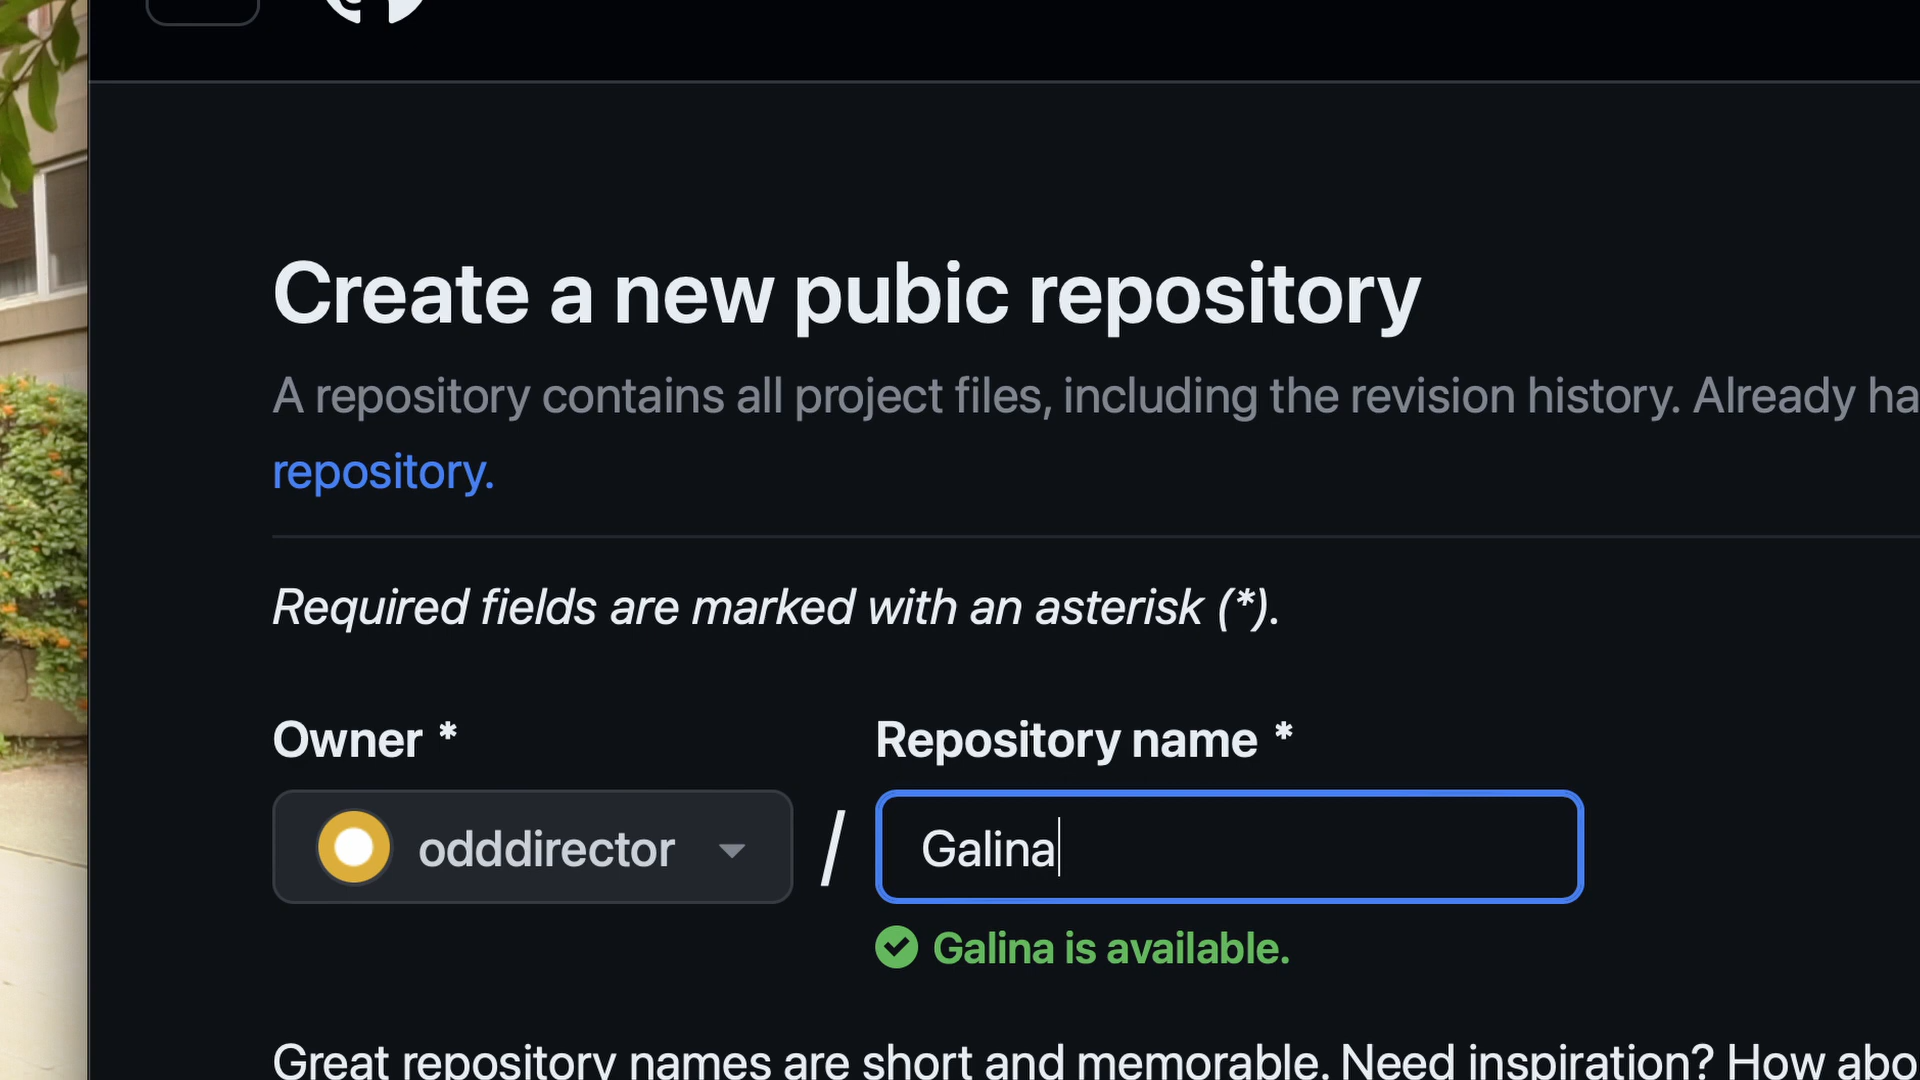 Create a new pubic repository
A repository contains all project files, including the revision history. Already ha
repository.
Required fields are marked with an asterisk (*).
Owner *
Repository name *
odddirector
/
Galina
Galina is available.
Great repository names are short and memorable. Need inspiration? How abo